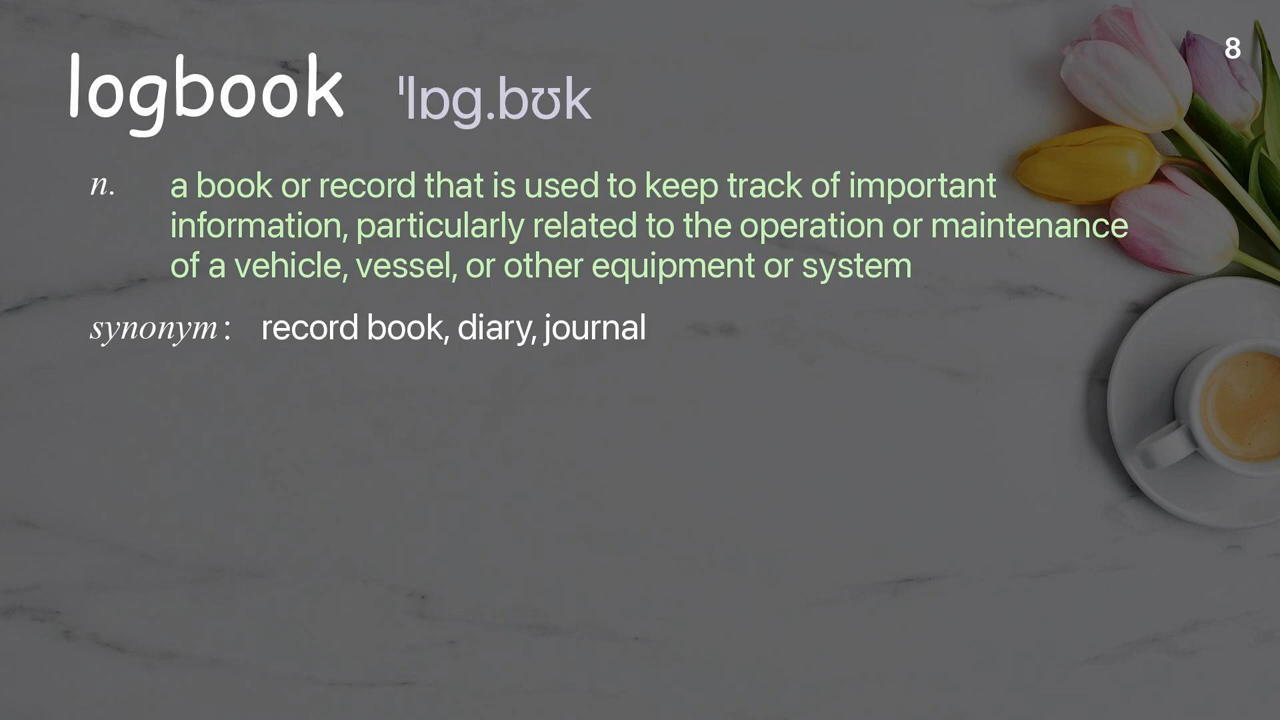 8
logbook ˈlɒg.bʊk
n. a book or record that is used to keep track of important
information, particularly related to the operation or maintenance
of a vehicle, vessel, or other equipment or system
synonym : record book, diary, journal